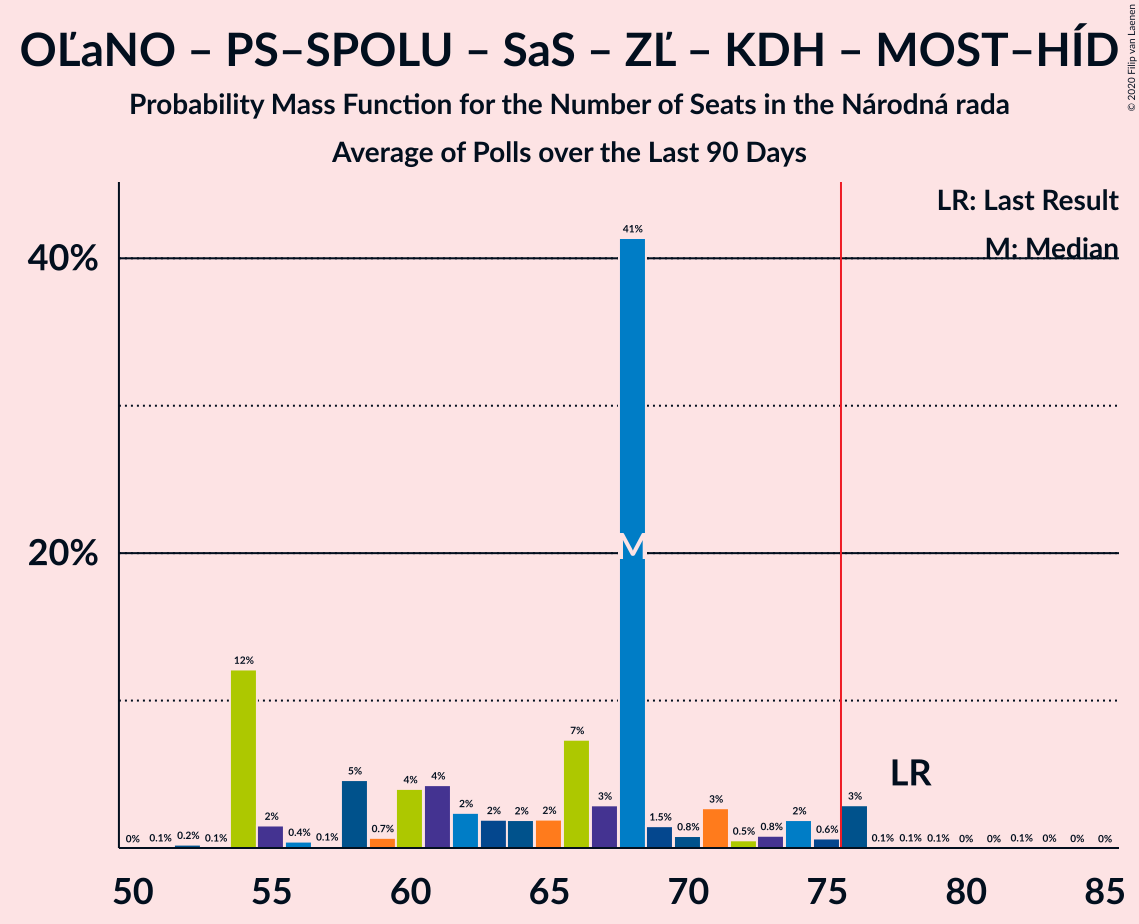 OĽaNO – PS–SPOLU – SaS – ZĽ – KDH – MOST–HÍD
Probability Mass Function for the Number of Seats in the Národná rada
Average of Polls over the Last 90 Days
© 2020 Filip van Laenen
LR: Last Result
M: Median
40%
20%
0% 0.1% 0.2% 0.1% 12% 2% 0.4% 0.1% 5% 0.7% 4% 4% 2% 2% 2% 2% 7% 3% 41% 1.5% 0.8% 3% 0.5% 0.8% 2% 0.6% 3% 0.1% 0.1% 0.1% 0% 0% 0.1% 0% 0% 0%
M
LR
50 55 60 65 70 75 80 85